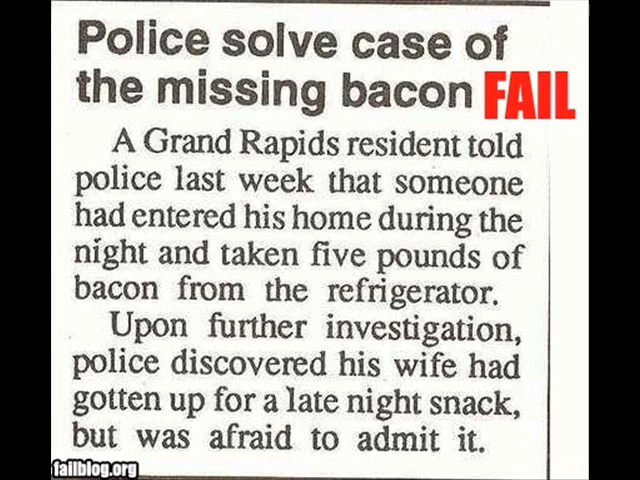 Police solve case of
the missing bacon FAIL
A Grand Rapids resident told
police last week that someone
had entered his home during the
night and taken five pounds of
bacon from the refrigerator.
Upon further investigation,
police discovered his wife had
gotten up for a late night snack,
but was afraid to admit it.
failblog.org